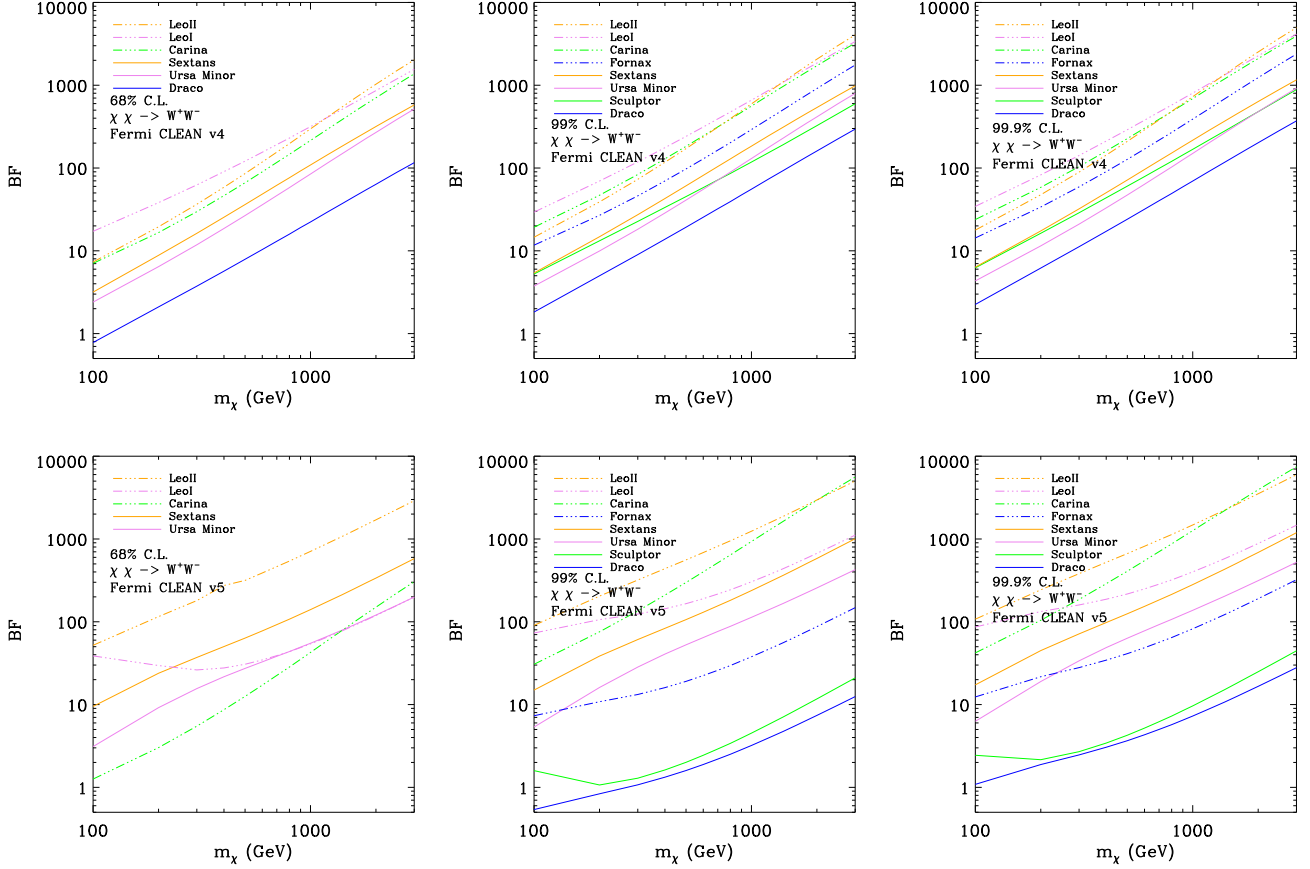 10000
1000
100
10
1
BF
LeoII
LeoI
Carina
Sextans
Ursa Minor
Draco
68% C.L.
χ χ −> W⁺W⁻
Fermi CLEAN v4
100
1000
m_χ (GeV)
10000
1000
100
10
1
BF
LeoII
LeoI
Carina
Fornax
Sextans
Ursa Minor
Sculptor
Draco
99% C.L.
χ χ −> W⁺W⁻
Fermi CLEAN v4
100
1000
m_χ (GeV)
10000
1000
100
10
1
BF
LeoII
LeoI
Carina
Fornax
Sextans
Ursa Minor
Sculptor
Draco
99.9% C.L.
χ χ −> W⁺W⁻
Fermi CLEAN v4
100
1000
m_χ (GeV)
10000
1000
100
10
1
BF
LeoII
LeoI
Carina
Sextans
Ursa Minor
68% C.L.
χ χ −> W⁺W⁻
Fermi CLEAN v5
100
1000
m_χ (GeV)
10000
1000
100
10
1
BF
LeoII
LeoI
Carina
Fornax
Sextans
Ursa Minor
Sculptor
Draco
99% C.L.
χ χ −> W⁺W⁻
Fermi CLEAN v5
100
1000
m_χ (GeV)
10000
1000
100
10
1
BF
LeoII
LeoI
Carina
Fornax
Sextans
Ursa Minor
Sculptor
Draco
99.9% C.L.
χ χ −> W⁺W⁻
Fermi CLEAN v5
100
1000
m_χ (GeV)